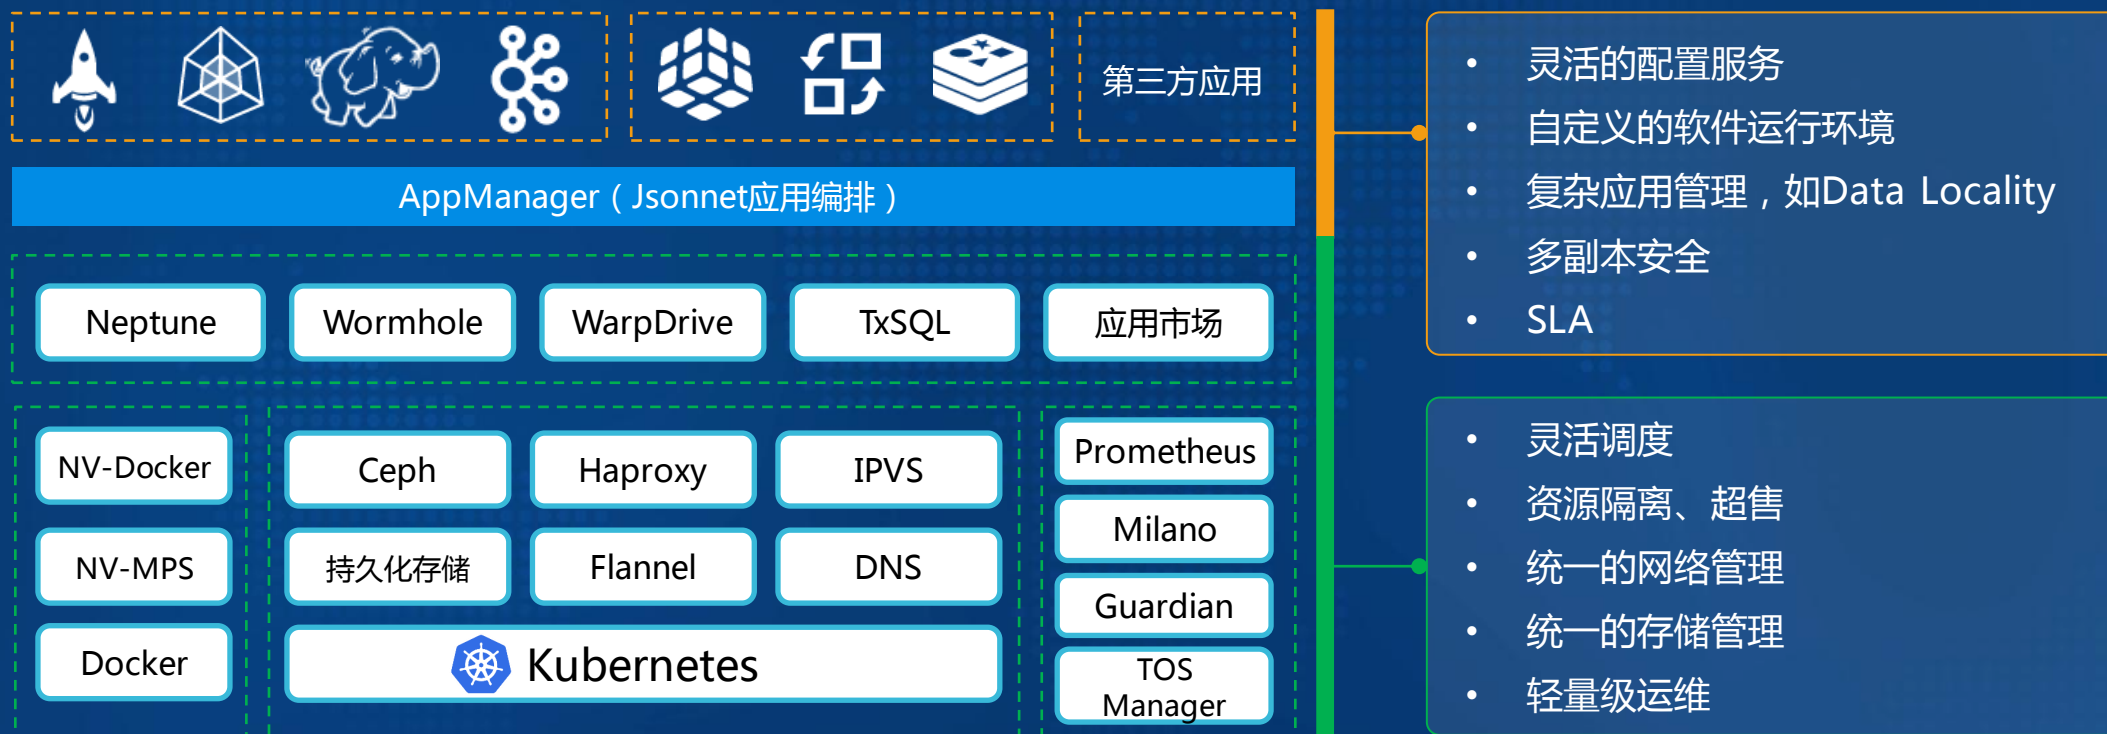 第三方应用
AppManager（Jsonnet应用编排）
Neptune
Wormhole
WarpDrive
TxSQL
应用市场
NV-Docker
NV-MPS
Docker
Ceph
Haproxy
IPVS
持久化存储
Flannel
DNS
Kubernetes
Prometheus
Milano
Guardian
TOS
Manager
• 灵活的配置服务
• 自定义的软件运行环境
• 复杂应用管理，如Data Locality
• 多副本安全
• SLA
• 灵活调度
• 资源隔离、超售
• 统一的网络管理
• 统一的存储管理
• 轻量级运维